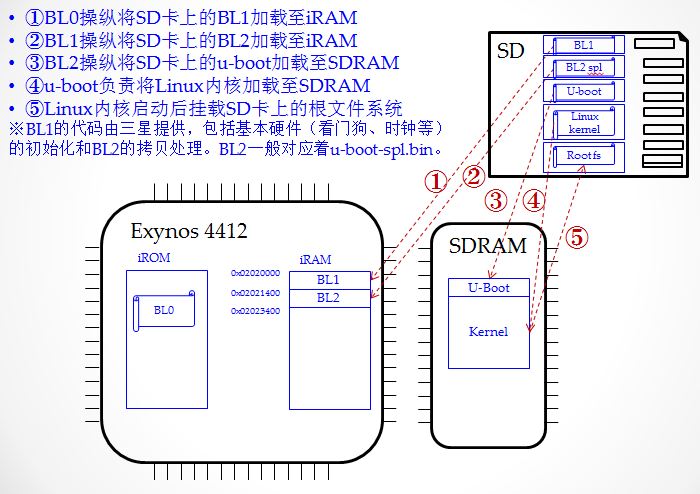 • ①BL0操纵将SD卡上的BL1加载至iRAM
• ②BL1操纵将SD卡上的BL2加载至iRAM
• ③BL2操纵将SD卡上的u-boot加载至SDRAM
• ④u-boot负责将Linux内核加载至SDRAM
• ⑤Linux内核启动后挂载SD卡上的根文件系统
※BL1的代码由三星提供，包括基本硬件（看门狗、时钟等）
的初始化和BL2的拷贝处理。BL2一般对应着u-boot-spl.bin。
SD
BL1
BL2 spl
U-boot
Linux
kernel
Rootfs
①
②
③
④
⑤
Exynos 4412
iROM
BL0
iRAM
0x02020000
BL1
0x02021400
BL2
0x02023400
SDRAM
U-Boot
Kernel